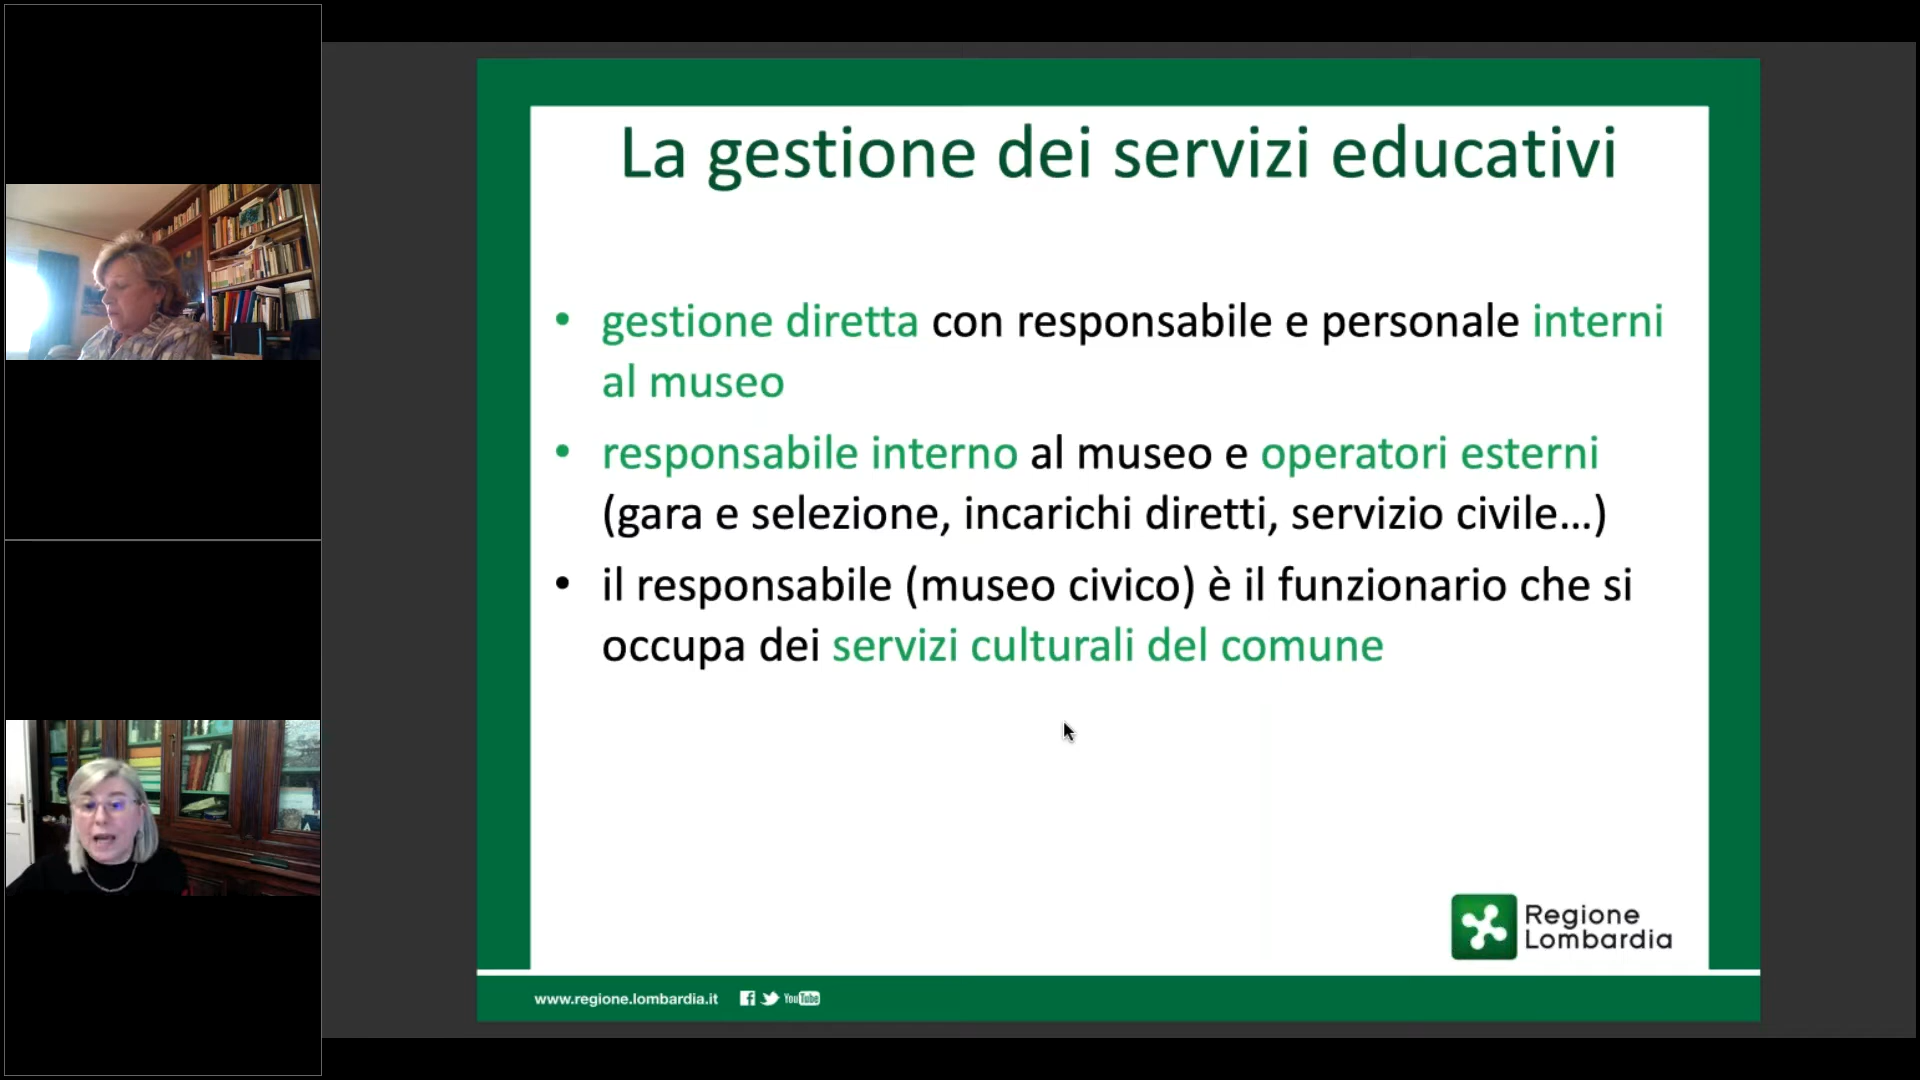 La gestione dei servizi educativi
• gestione diretta con responsabile e personale interni
al museo
• responsabile interno al museo e operatori esterni
(gara e selezione, incarichi diretti, servizio civile...)
• il responsabile (museo civico) è il funzionario che si
occupa dei servizi culturali del comune
Regione
Lombardia
www.regione.lombardia.it
YouTube